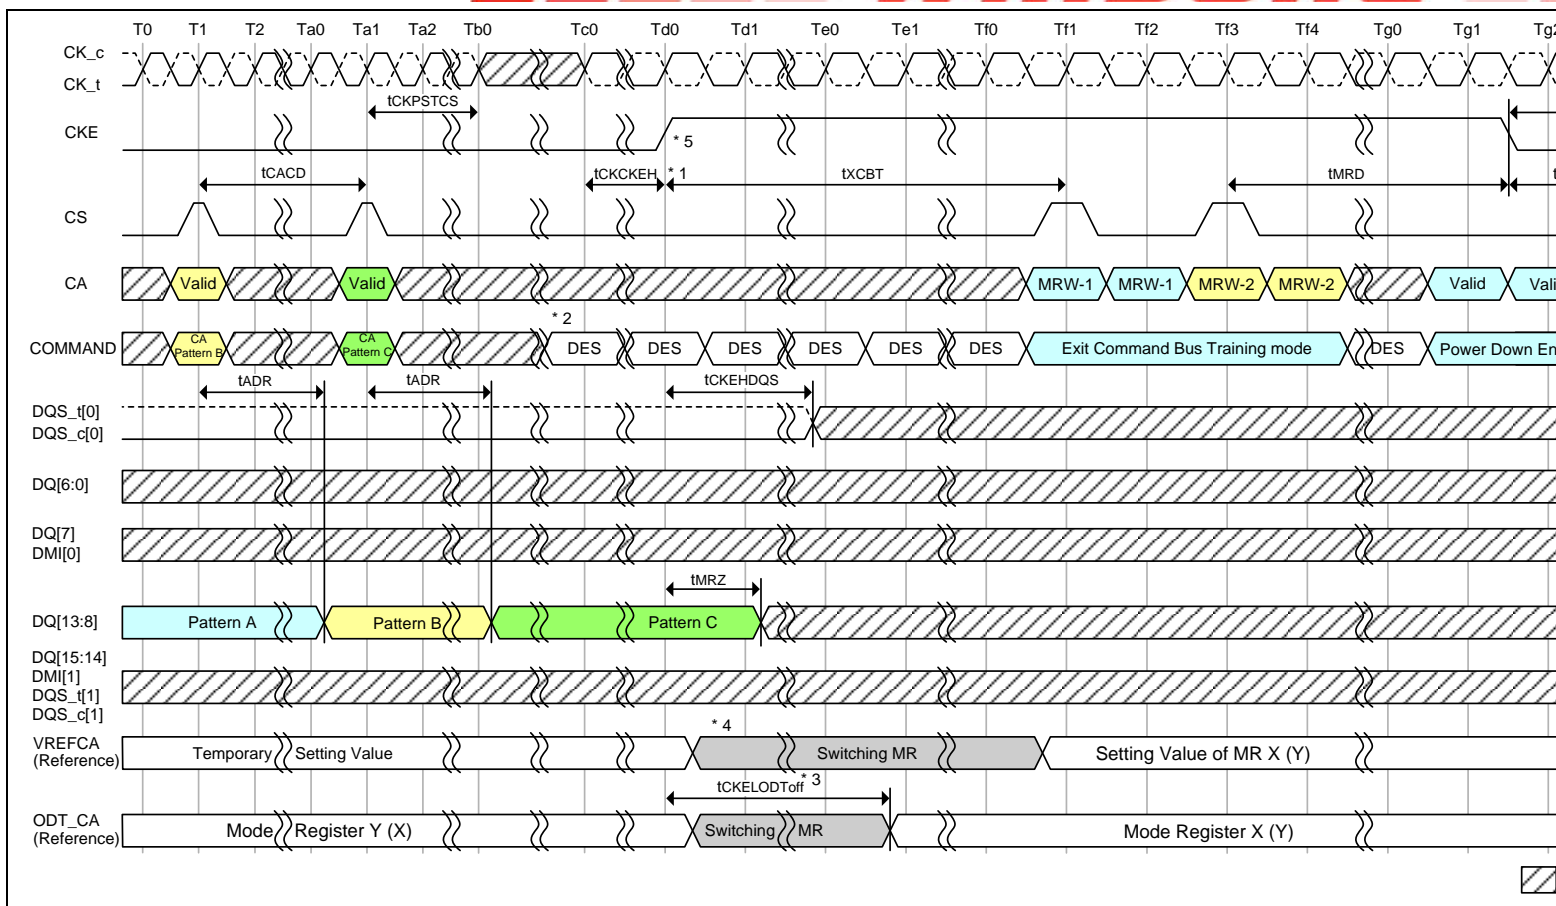 T0 T1 T2 Ta0 Ta1 Ta2 Tb0 Tc0 Td0 Td1 Te0 Te1 Tf0 Tf1 Tf2 Tf3 Tf4 Tg0 Tg1 Tg2
CK_c
CK_t
tCKPSTCS
CKE
* 5
tCACD tCKCKEH * 1 tXCBT tMRD
CS
CA Valid Valid MRW-1 MRW-1 MRW-2 MRW-2 Valid Vali
* 2
COMMAND CA Pattern B CA Pattern C DES DES DES DES DES DES Exit Command Bus Training mode DES Power Down En
tADR tADR tCKEHDQS
DQS_t[0]
DQS_c[0]
DQ[6:0]
DQ[7]
DMI[0]
tMRZ
DQ[13:8] Pattern A Pattern B Pattern C
DQ[15:14]
DMI[1]
DQS_t[1]
DQS_c[1]
* 4
VREFCA
(Reference)
Temporary Setting Value Switching MR Setting Value of MR X (Y)
tCKELODToff * 3
ODT_CA
(Reference)
Mode Register Y (X) Switching MR Mode Register X (Y)